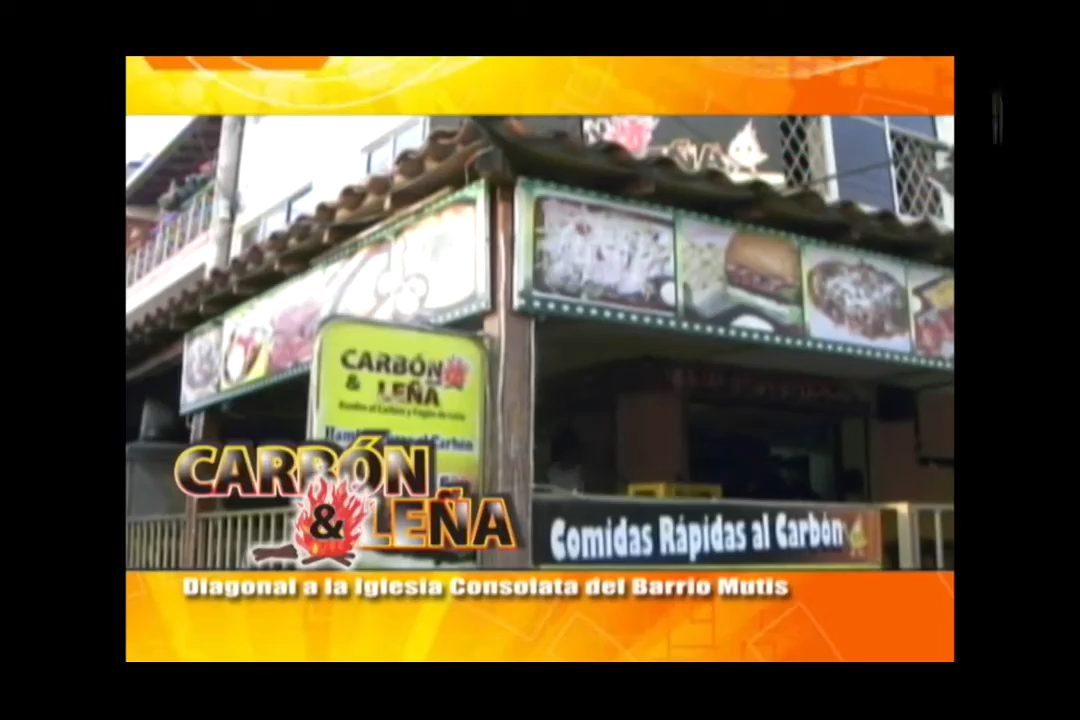 CARBÓN
& LEÑA
CARBÓN
& LEÑA
Comidas Rápidas al Carbón
Diagonal a la Iglesia Consolata del Barrio Mutis